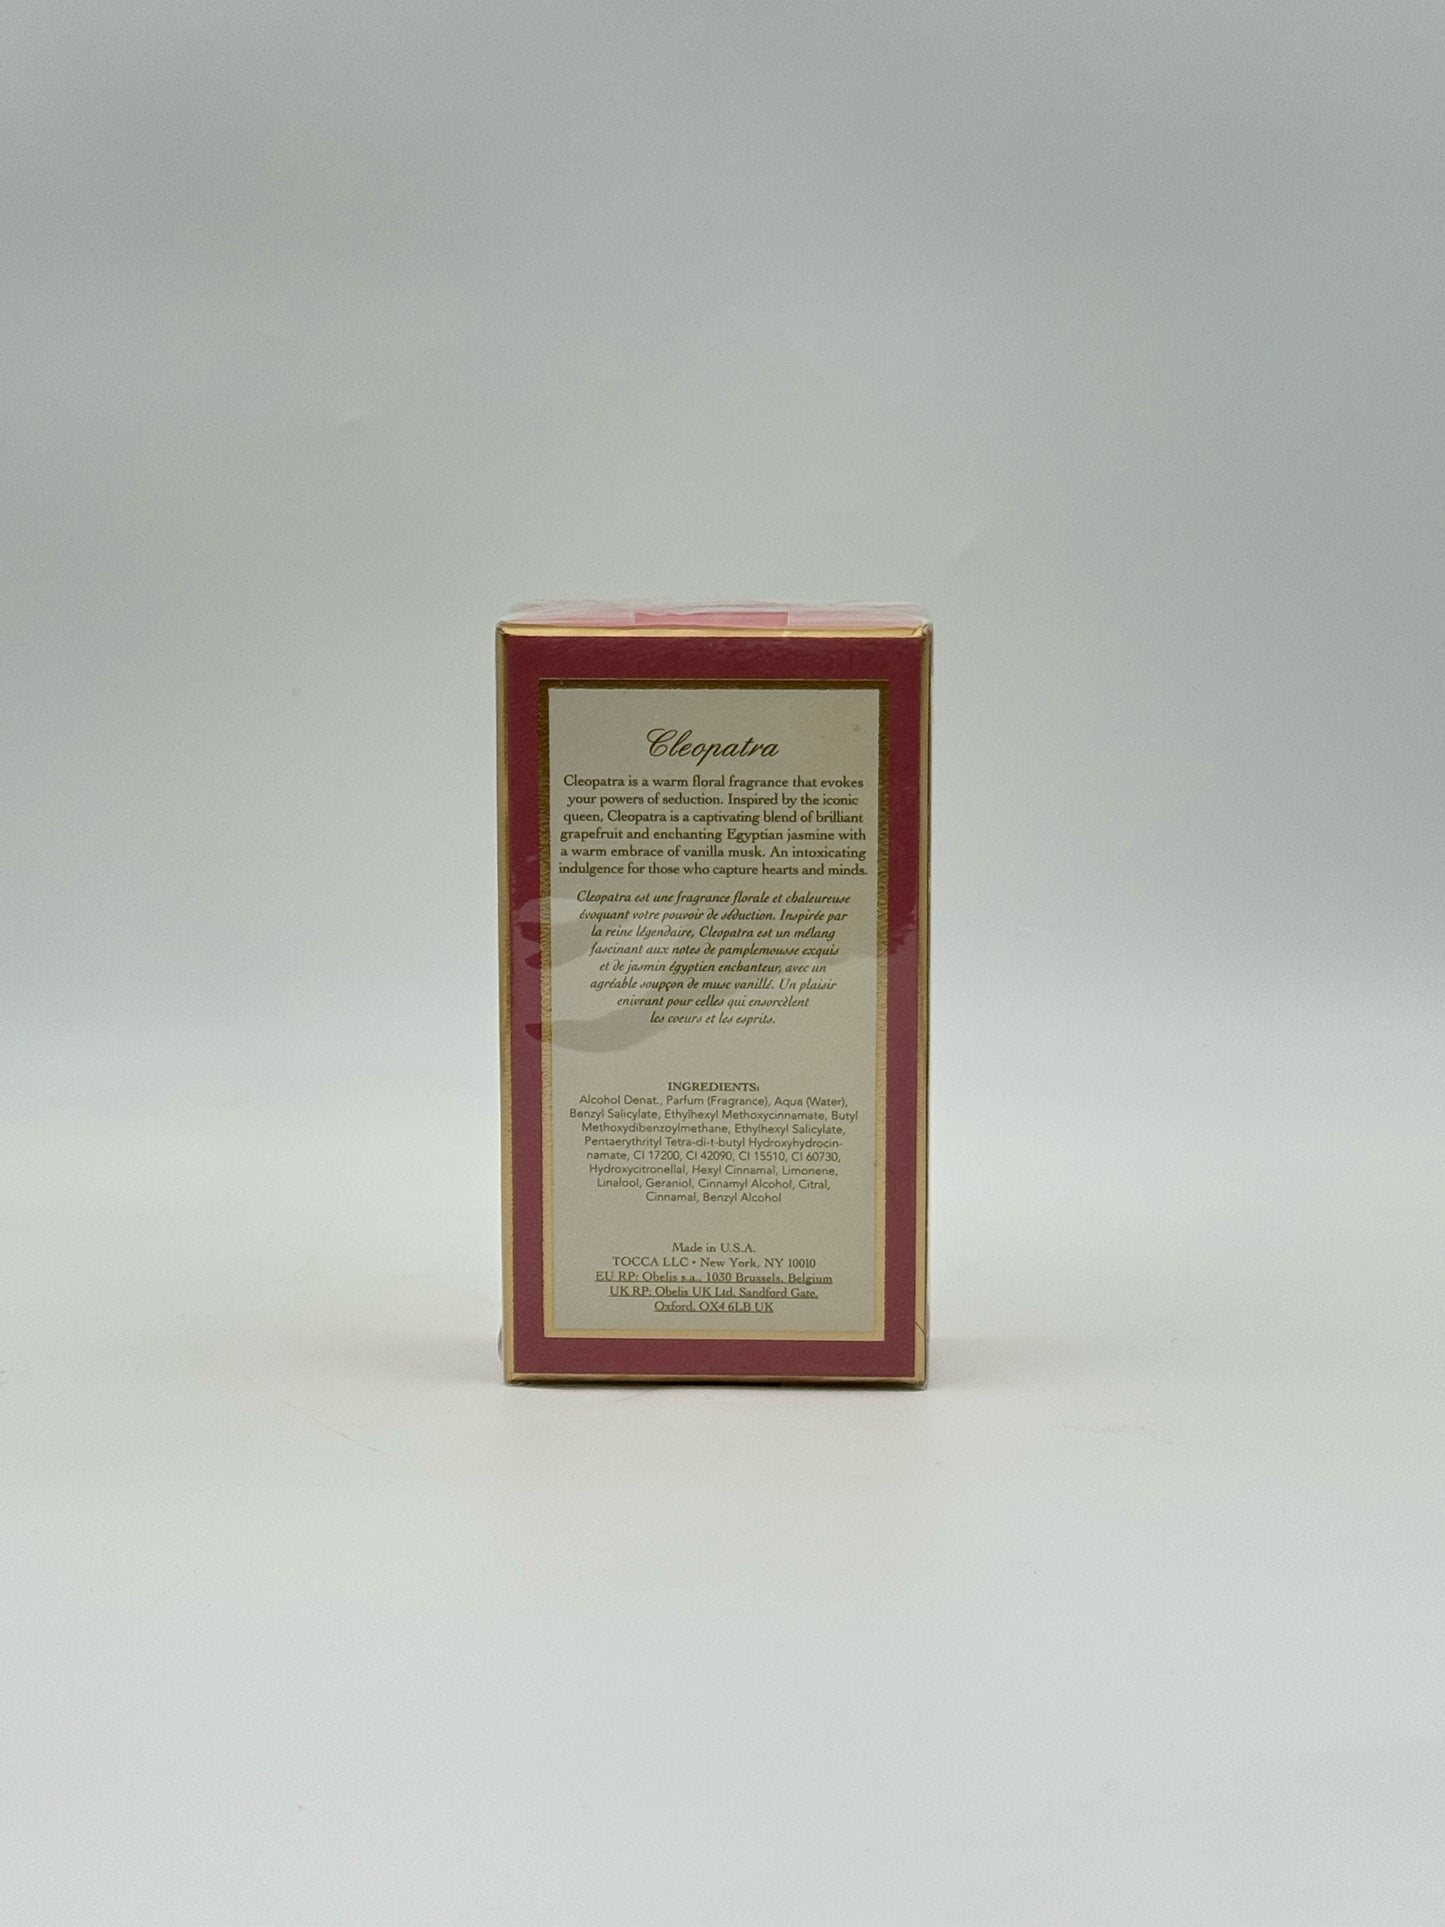 Cleopatra
Cleopatra is a warm floral fragrance that evokes
your powers of seduction. Inspired by the iconic
queen, Cleopatra is a captivating blend of brilliant
grapefruit and enchanting Egyptian jasmine with
a warm embrace of vanilla musk. An intoxicating
indulgence for those who capture hearts and minds.
Cleopatra est une fragrance florale et chaleureuse
évoquant votre pouvoir de séduction. Inspirée par
la reine légendaire, Cleopatra est un mélang
fascinant aux notes de pamplemousse exquis
et de jasmin égyptien enchanteur, avec un
agréable soupçon de musc vanillé. Un plaisir
enivrant pour celles qui ensorcèlent
les coeurs et les esprits.
INGREDIENTS:
Alcohol Denat., Parfum (Fragrance), Aqua (Water),
Benzyl Salicylate, Ethylhexyl Methoxycinnamate, Butyl
Methoxydibenzoylmethane, Ethylhexyl Salicylate,
Pentaerythrityl Tetra-di-t-butyl Hydroxyhydrocin-
namate, CI 17200, CI 42090, CI 15510, CI 60730,
Hydroxycitronellal, Hexyl Cinnamal, Limonene,
Linalool, Geraniol, Cinnamyl Alcohol, Citral,
Cinnamal, Benzyl Alcohol
Made in U.S.A.
TOCCA LLC • New York, NY 10010
EU RP: Obelis s.a., 1030 Brussels, Belgium
UK RP: Obelis UK Ltd, Sandford Gate,
Oxford, OX4 6LB UK